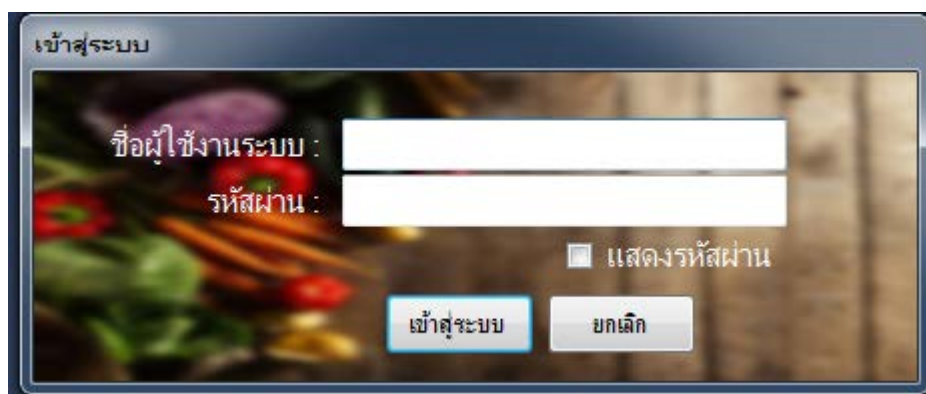 เข้าสู่ระบบ
ชื่อผู้ใช้งานระบบ :
รหัสผ่าน :
แสดงรหัสผ่าน
เข้าสู่ระบบ ยกเลิก